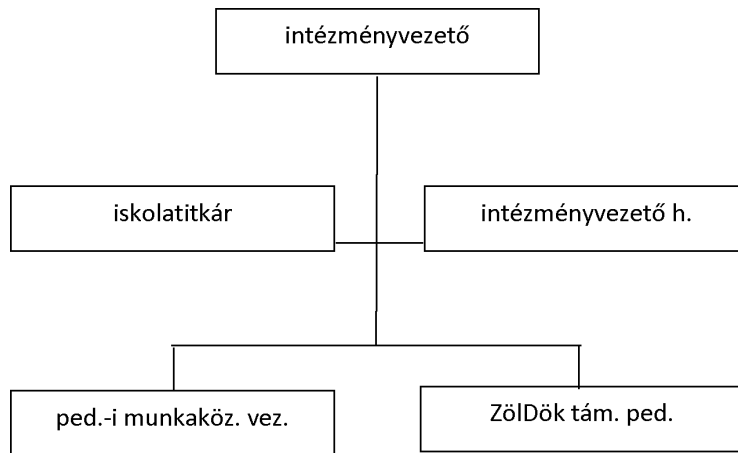 intézményvezető
iskolatitkár
intézményvezető h.
ped.-i munkaköz. vez.
ZölDök tám. ped.